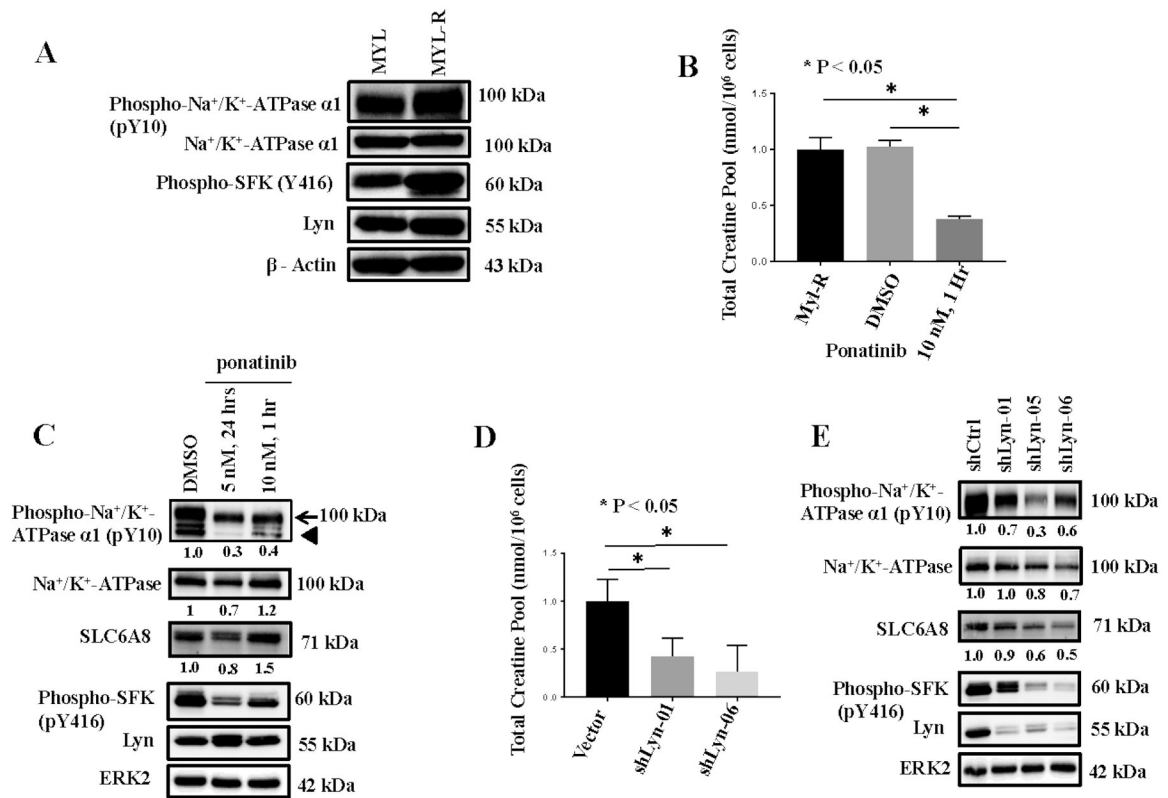 A
MYL
MYL-R
Phospho-Na⁺/K⁺-ATPase α1
(pY10)
100 kDa
Na⁺/K⁺-ATPase α1
100 kDa
Phospho-SFK (Y416)
60 kDa
Lyn
55 kDa
β - Actin
43 kDa
B
* P < 0.05
Total Creatine Pool (nmol/10⁶ cells)
1.5
1.0
0.5
0.0
*
*
Myl-R
DMSO
10 nM, 1 Hr
Ponatinib
C
ponatinib
DMSO
5 nM, 24 hrs
10 nM, 1 hr
Phospho-Na⁺/K⁺-
ATPase α1 (pY10)
100 kDa
1.0 0.3 0.4
Na⁺/K⁺-ATPase
100 kDa
1 0.7 1.2
SLC6A8
71 kDa
1.0 0.8 1.5
Phospho-SFK
(pY416)
60 kDa
Lyn
55 kDa
ERK2
42 kDa
D
* P < 0.05
Total Creatine Pool (nmol/10⁶ cells)
1.5
1.0
0.5
0.0
*
*
Vector
shLyn-01
shLyn-06
E
shCtrl
shLyn-01
shLyn-05
shLyn-06
Phospho-Na⁺/K⁺-
ATPase α1 (pY10)
100 kDa
1.0 0.7 0.3 0.6
Na⁺/K⁺-ATPase
100 kDa
1.0 1.0 0.8 0.7
SLC6A8
71 kDa
1.0 0.9 0.6 0.5
Phospho-SFK
(pY416)
60 kDa
Lyn
55 kDa
ERK2
42 kDa